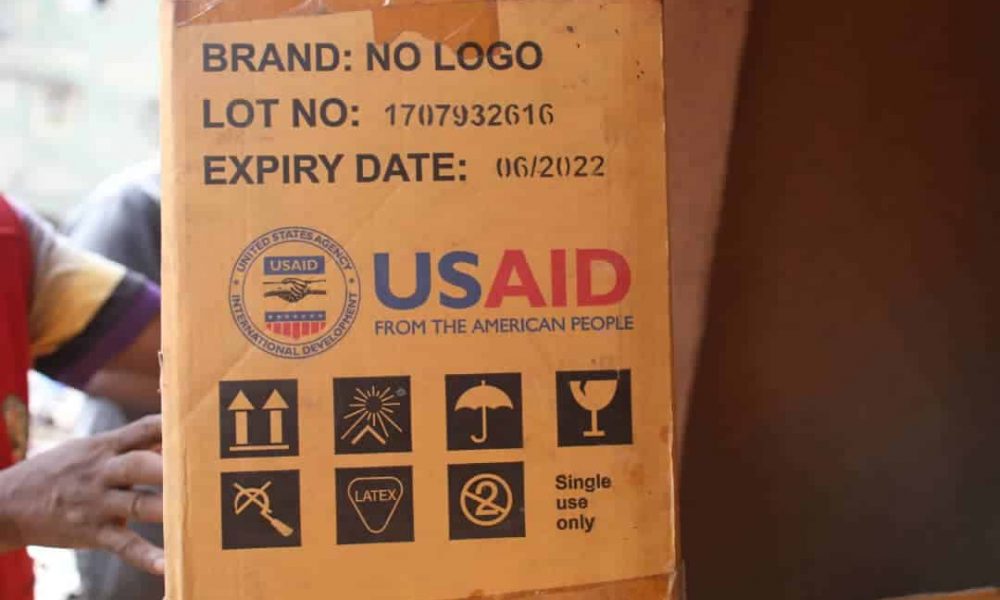 BRAND: NO LOGO
LOT NO: 1707932616
EXPIRY DATE: 06/2022
UNITED STATES AGENCY
USAID
INTERNATIONAL DEVELOPMENT
USAID
FROM THE AMERICAN PEOPLE
LATEX
2
Single
use
only